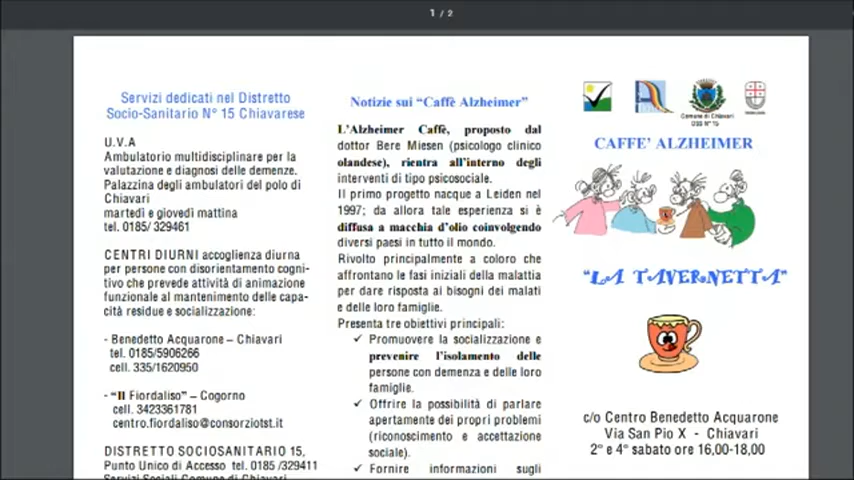 1 / 2
Servizi dedicati nel Distretto
Socio-Sanitario N° 15 Chiavarese
U.V.A
Ambulatorio multidisciplinare per la
valutazione e diagnosi delle demenze.
Palazzina degli ambulatori del polo di
Chiavari
martedì e giovedì mattina
tel. 0185/ 329461
CENTRI DIURNI accoglienza diurna
per persone con disorientamento cogni-
tivo che prevede attività di animazione
funzionale al mantenimento delle capa-
cità residue e socializzazione:
- Benedetto Acquarone – Chiavari
tel. 0185/5906266
cell. 335/1620950
- “Il Fiordaliso” – Cogorno
cell. 3423361781
centro.fiordaliso@consorziotst.it
DISTRETTO SOCIOSANITARIO 15,
Punto Unico di Accesso tel. 0185 /329411
Servizi Sociali Comune di Chiavari
Notizie sui “Caffè Alzheimer”
L’Alzheimer Caffè, proposto dal
dottor Bere Miesen (psicologo clinico
olandese), rientra all’interno degli
interventi di tipo psicosociale.
Il primo progetto nacque a Leiden nel
1997; da allora tale esperienza si è
diffusa a macchia d’olio coinvolgendo
diversi paesi in tutto il mondo.
Rivolto principalmente a coloro che
affrontano le fasi iniziali della malattia
per dare risposta ai bisogni dei malati
e delle loro famiglie.
Presenta tre obiettivi principali:
✓ Promuovere la socializzazione e
prevenire l’isolamento delle
persone con demenza e delle loro
famiglie.
✓ Offrire la possibilità di parlare
apertamente dei propri problemi
(riconoscimento e accettazione
sociale).
✓ Fornire informazioni sugli
Comune di Chiavari
DSS N° 15
CAFFE’ ALZHEIMER
“LA TAVERNETTA”
c/o Centro Benedetto Acquarone
Via San Pio X - Chiavari
2° e 4° sabato ore 16,00-18,00